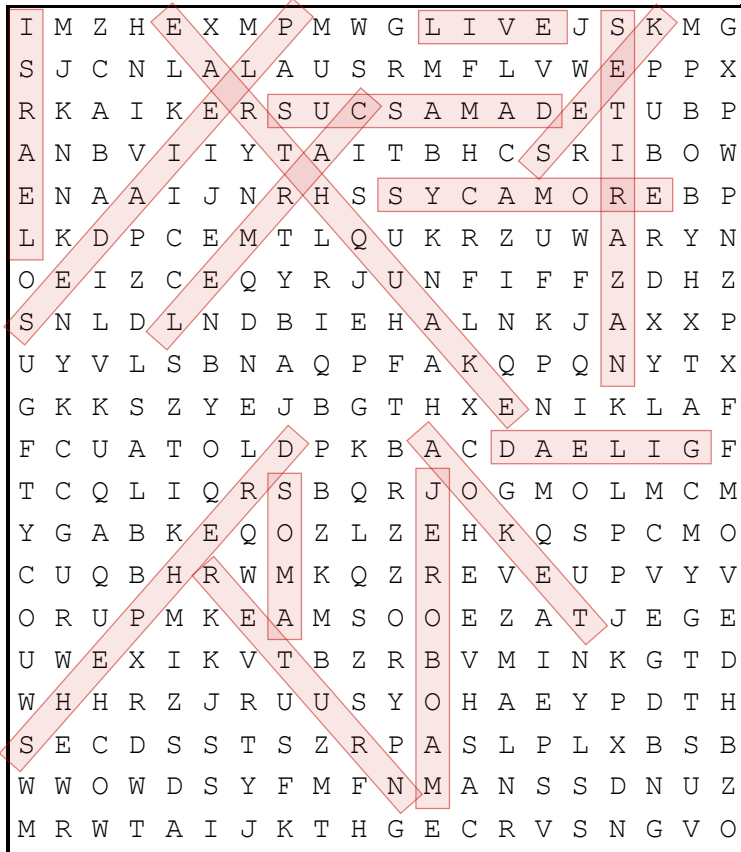 I M Z H E X M P M W G L I V E J S K M G
S J C N L A L A U S R M F L V W E P P X
R K A I K E R S U C S A M A D E T U B P
A N B V I I Y T A I T B H C S R I B O W
E N A A I J N R H S S Y C A M O R E B P
L K D P C E M T L Q U K R Z U W A R Y N
O E I Z C E Q Y R J U N F I F F Z D H Z
S N L D L N D B I E H A L N K J A X X P
U Y V L S B N A Q P F A K Q P Q N Y T X
G K K S Z Y E J B G T H X E N I K L A F
F C U A T O L D P K B A C D A E L I G F
T C Q L I Q R S B Q R J O G M O L M C M
Y G A B K E Q O Z L Z E H K Q S P C M O
C U Q B H R W M K Q Z R E V E U P V Y V
O R U P M K E A M S O O E Z A T J E G E
U W E X I K V T B Z R B V M I N K G T D
W H H R Z J R U U S Y O H A E Y P D T H
S E C D S S T S Z R P A S L P L X B S B
W W O W D S Y F M F N M A N S S D N U Z
M R W T A I J K T H G E C R V S N G V O